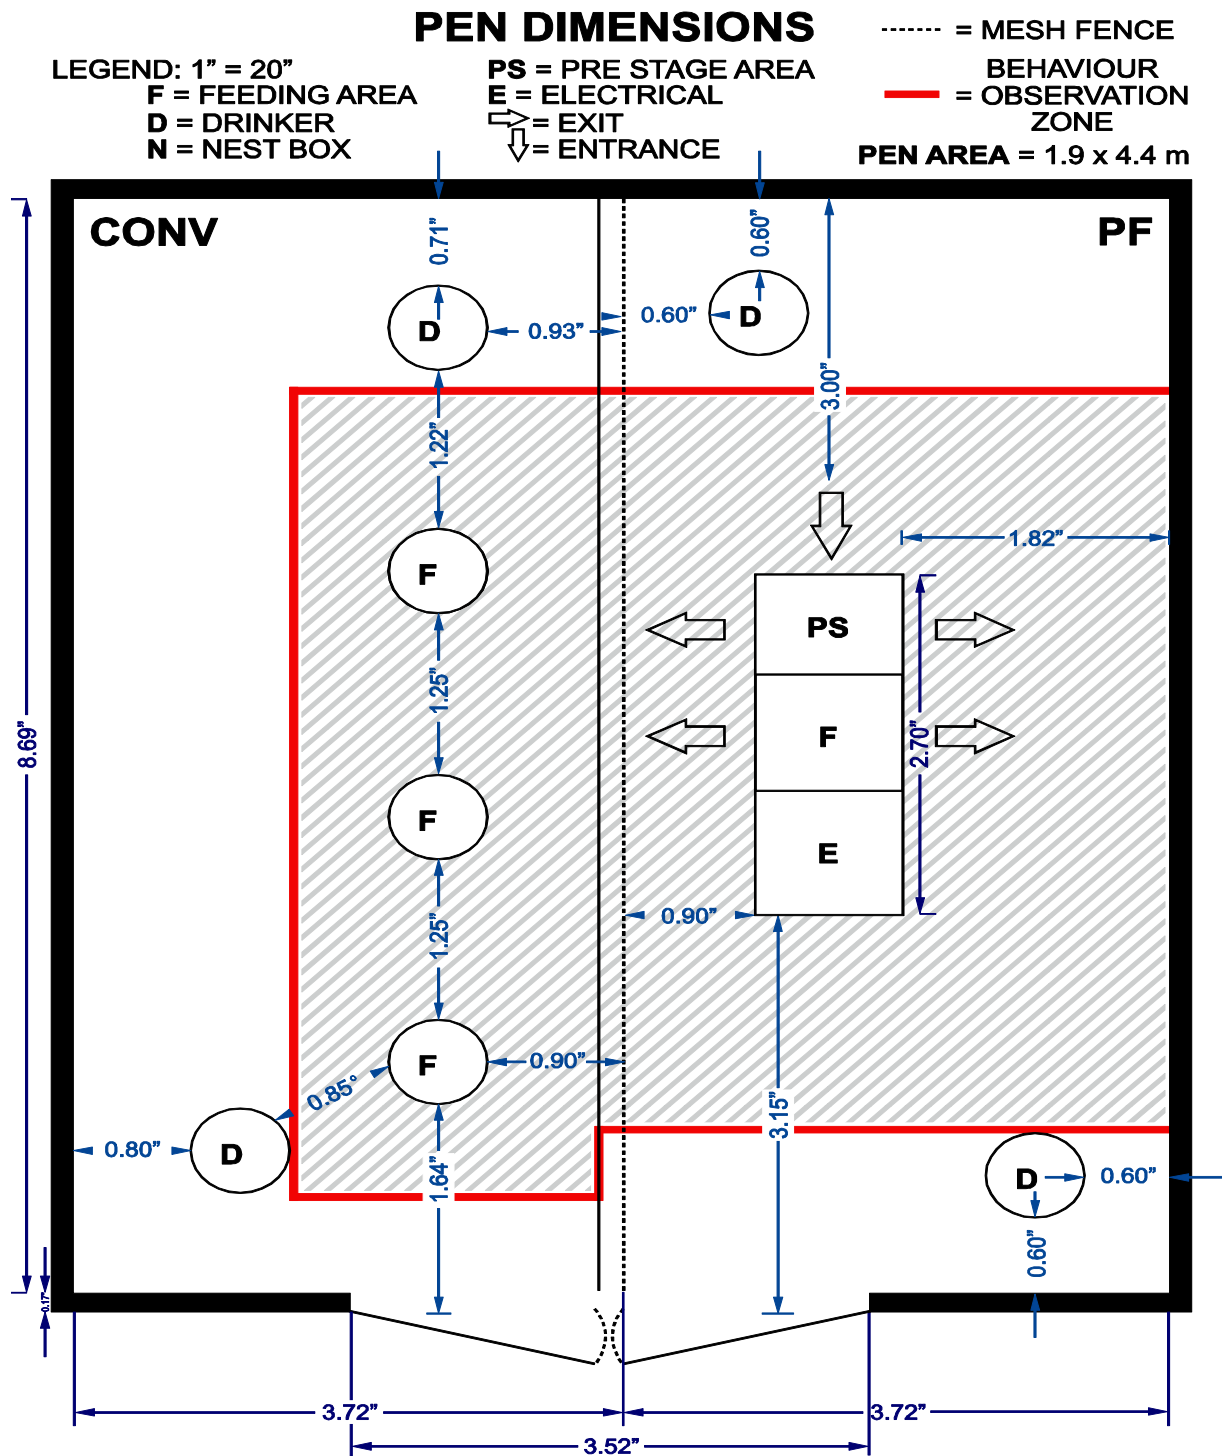 PEN DIMENSIONS
= MESH FENCE
LEGEND: 1” = 20”
F = FEEDING AREA
D = DRINKER
N = NEST BOX
PS = PRE STAGE AREA
E = ELECTRICAL
= EXIT
= ENTRANCE
BEHAVIOUR
= OBSERVATION
ZONE
PEN AREA = 1.9 x 4.4 m
CONV
PF
0.71”
0.60”
D
0.93”
0.60”
D
3.00”
1.22”
F
1.82”
PS
1.25”
F
2.70”
8.69”
F
E
1.25”
0.90”
F
0.90”
0.85°
3.15”
0.80”
D
1.64”
D
0.60”
0.60”
0.17"
3.72”
3.72”
3.52”